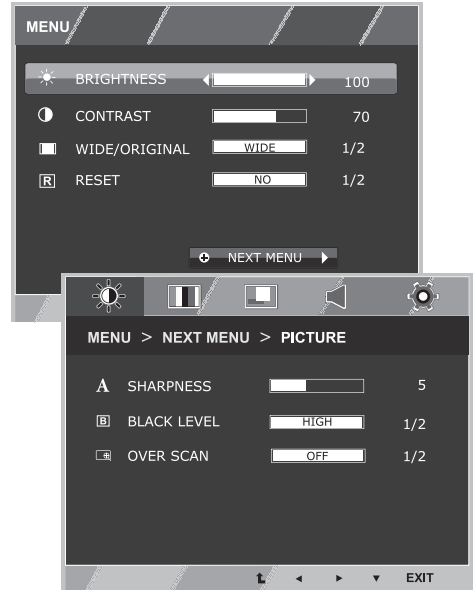 MENU
BRIGHTNESS 100
CONTRAST 70
WIDE/ORIGINAL WIDE 1/2
R RESET NO 1/2
NEXT MENU
MENU > NEXT MENU > PICTURE
A SHARPNESS 5
B BLACK LEVEL HIGH 1/2
OVER SCAN OFF 1/2
EXIT